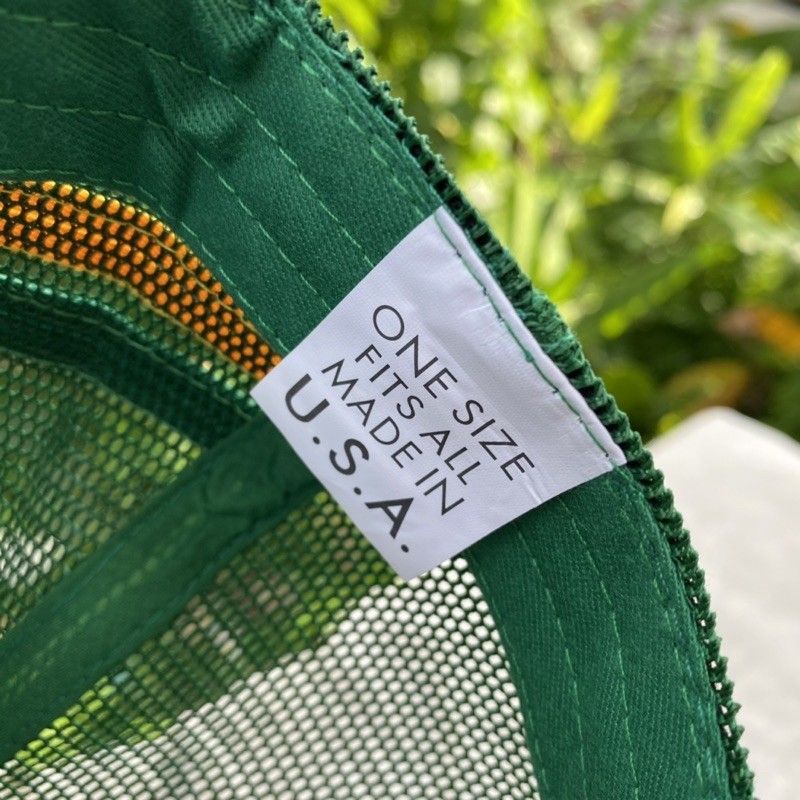 ONE SIZE
FITS ALL
MADE IN
U.S.A.